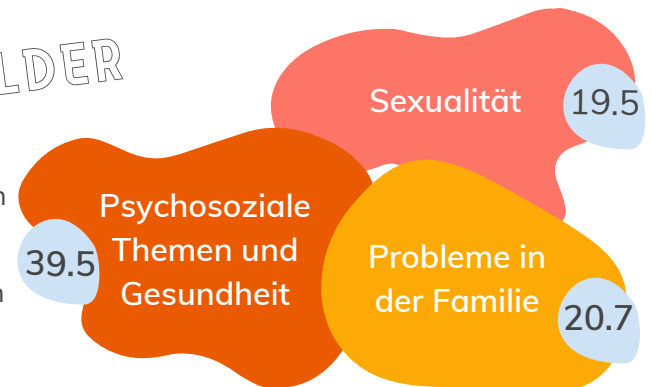 LDER
Sexualität
19.5
Psychosoziale
Themen und
Gesundheit
39.5
Probleme in
der Familie
20.7